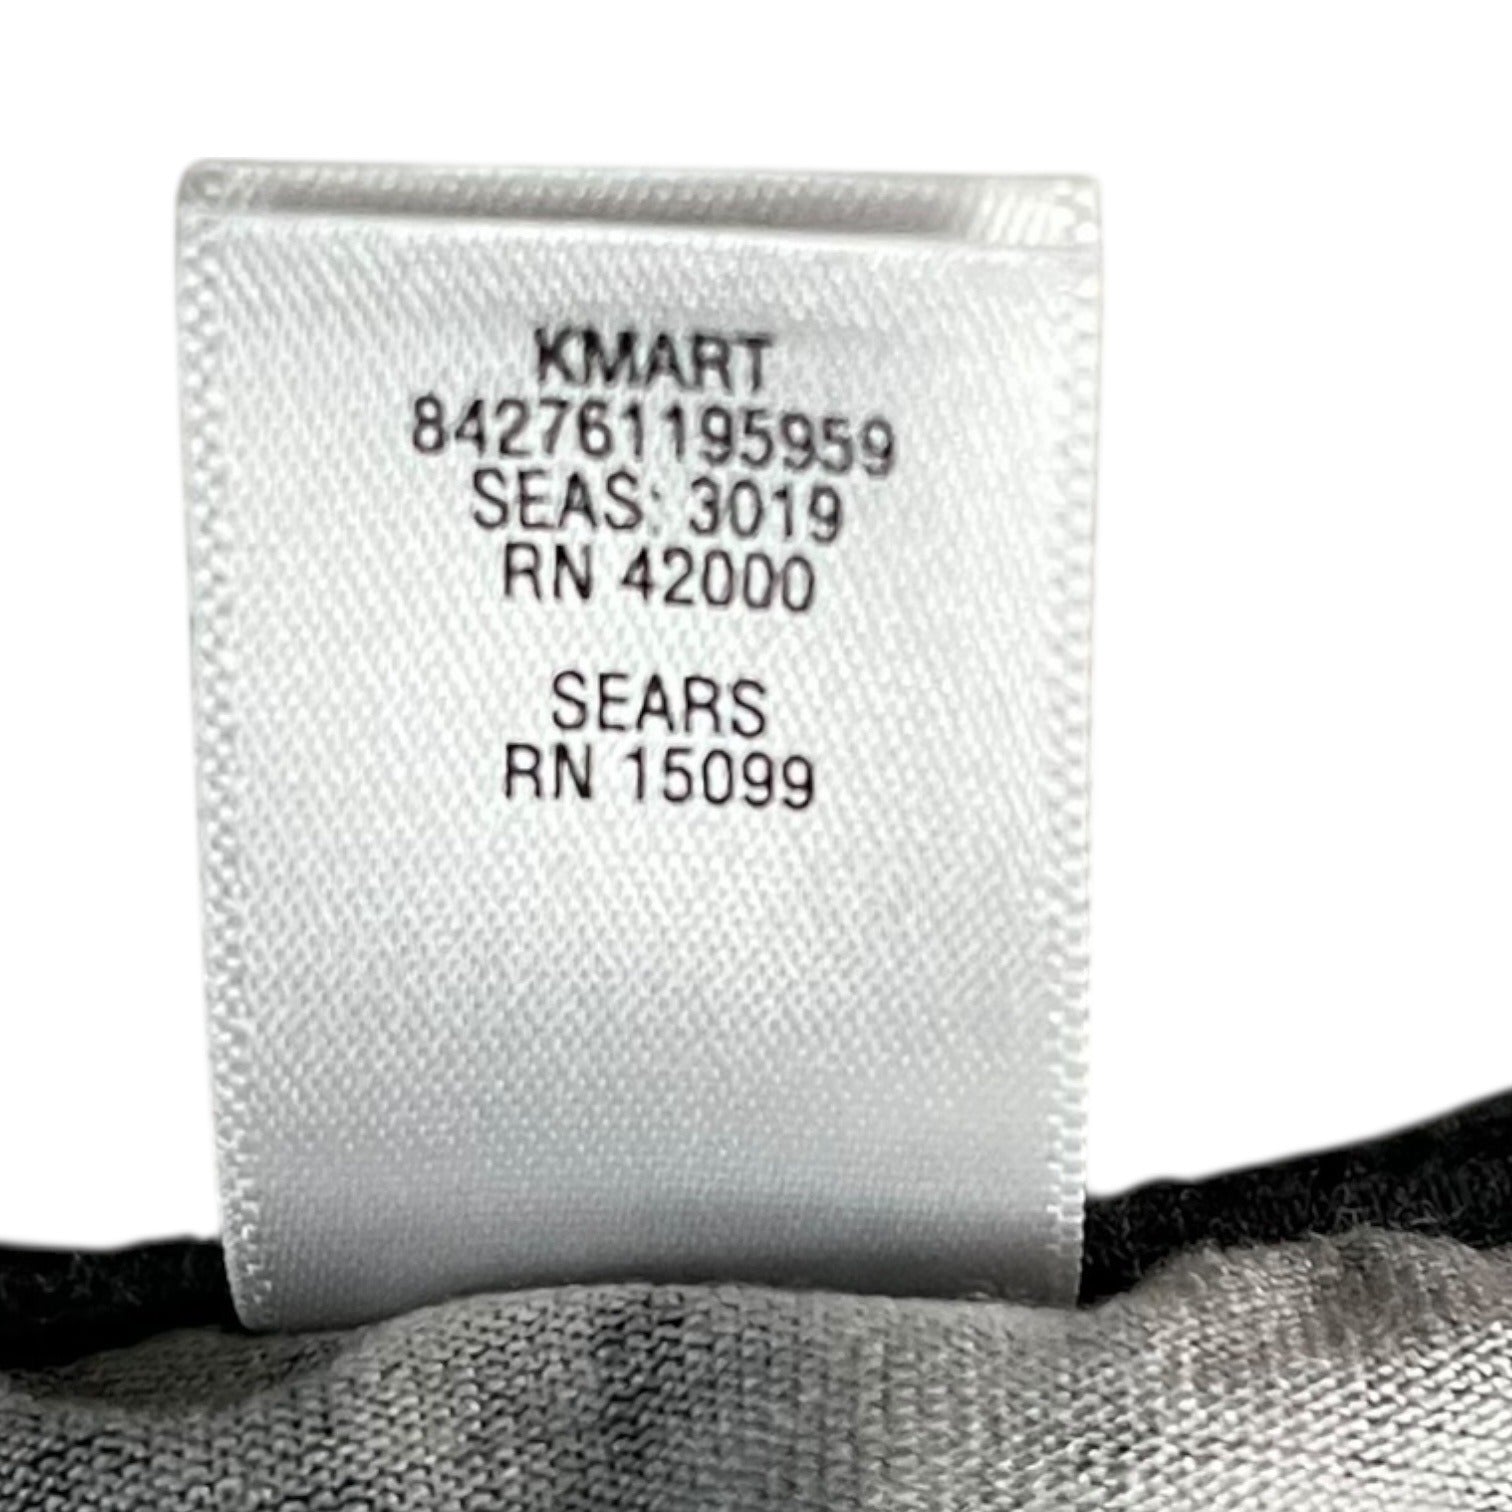 KMART
842761195959
SEAS: 3019
RN 42000
SEARS
RN 15099